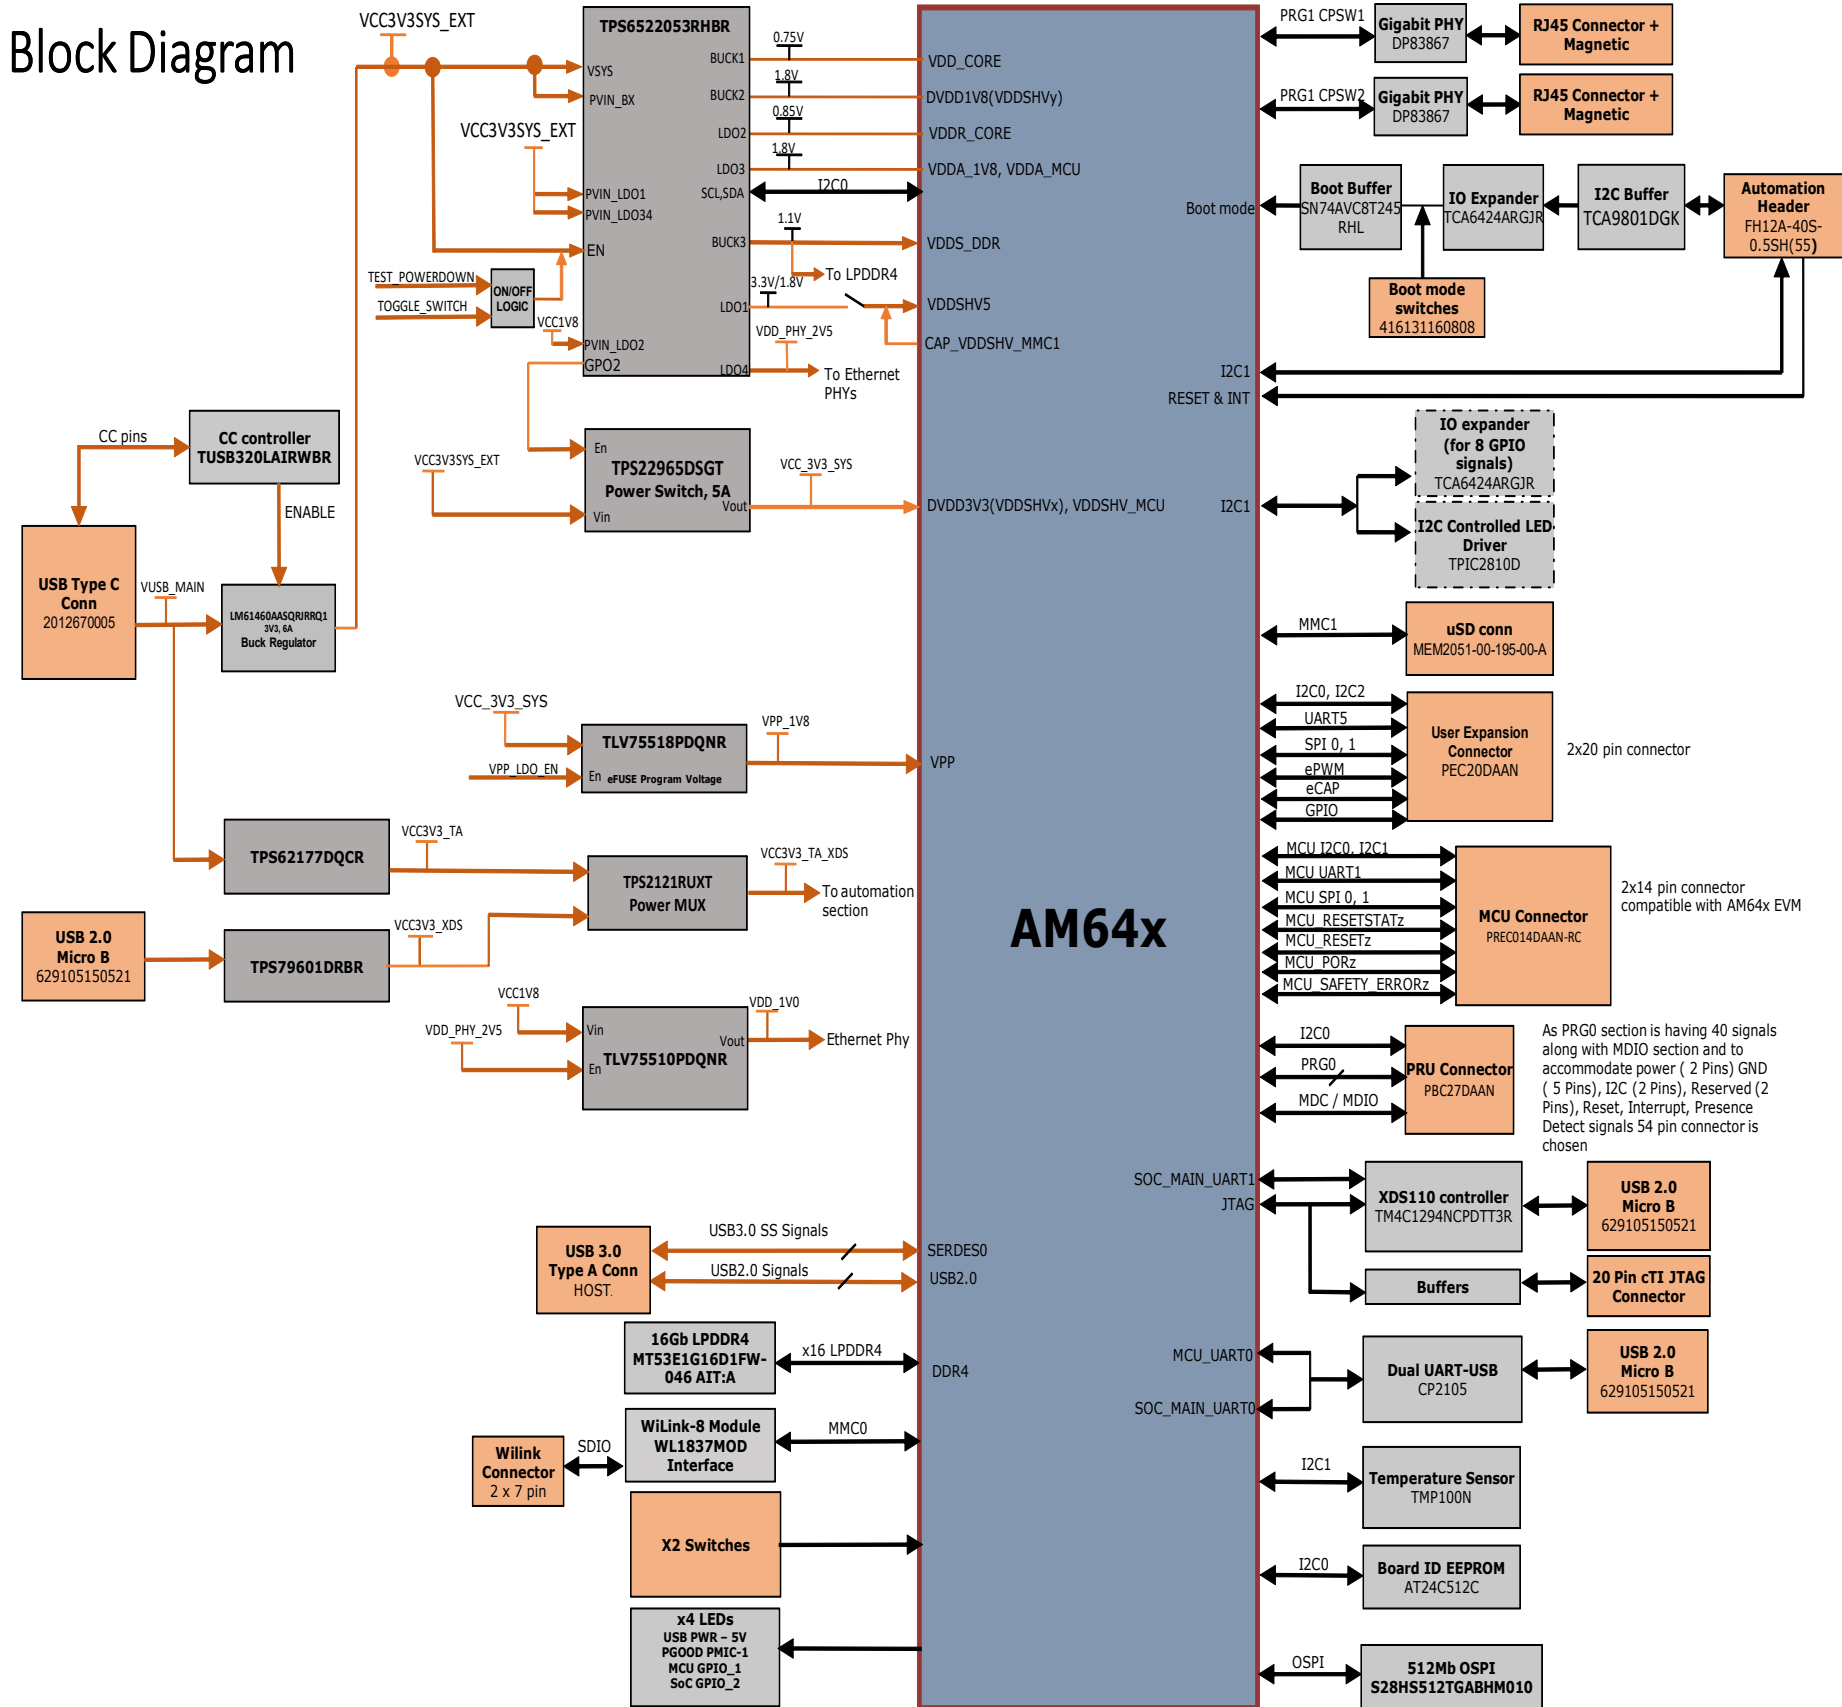 Block Diagram
VCC3V3SYS_EXT
TPS6522053RHBR
VSYS
PVIN_BX
VCC3V3SYS_EXT
PVIN_LDO1
PVIN_LDO34
EN
TEST_POWERDOWN
TOGGLE_SWITCH
ON/OFF
LOGIC
VCC1V8
PVIN_LDO2
GPO2
BUCK1
0.75V
VDD_CORE
BUCK2
1.8V
DVDD1V8(VDDSHVy)
LDO2
0.85V
VDDR_CORE
LDO3
1.8V
VDDA_1V8, VDDA_MCU
SCL,SDA
I2C0
BUCK3
1.1V
VDDS_DDR
To LPDDR4
LDO1
3.3V/1.8V
VDDSHV5
CAP_VDDSHV_MMC1
LDO4
VDD_PHY_2V5
To Ethernet
PHYs
CC pins
CC controller
TUSB320LAIRWBR
ENABLE
USB Type C
Conn
2012670005
VUSB_MAIN
LM61460AASQRIRRQ1
3V3, 6A
Buck Regulator
VCC3V3SYS_EXT
En
TPS22965DSGT
Power Switch, 5A
Vin
Vout
VCC_3V3_SYS
DVDD3V3(VDDSHVx), VDDSHV_MCU
VCC_3V3_SYS
VPP_LDO_EN
TLV75518PDQNR
En
eFUSE Program Voltage
VPP_1V8
VPP
TPS62177DQCR
VCC3V3_TA
TPS2121RUXT
Power MUX
VCC3V3_TA_XDS
To automation
section
USB 2.0
Micro B
629105150521
TPS79601DRBR
VCC3V3_XDS
VCC1V8
VDD_PHY_2V5
Vin
Vout
TLV75510PDQNR
En
VDD_1V0
Ethernet Phy
AM64x
USB 3.0
Type A Conn
HOST.
USB3.0 SS Signals
SERDES0
USB2.0 Signals
USB2.0
16Gb LPDDR4
MT53E1G16D1FW-
046 AIT:A
x16 LPDDR4
DDR4
Wilink
Connector
2 x 7 pin
SDIO
WiLink-8 Module
WL1837MOD
Interface
MMC0
X2 Switches
x4 LEDs
USB PWR – 5V
PGOOD PMIC-1
MCU GPIO_1
SoC GPIO_2
PRG1 CPSW1
Gigabit PHY
DP83867
RJ45 Connector +
Magnetic
PRG1 CPSW2
Gigabit PHY
DP83867
RJ45 Connector +
Magnetic
Boot mode
Boot Buffer
SN74AVC8T245
RHL
IO Expander
TCA6424ARGJR
I2C Buffer
TCA9801DGK
Automation
Header
FH12A-40S-
0.5SH(55)
Boot mode
switches
416131160808
I2C1
RESET & INT
IO expander
(for 8 GPIO
signals)
TCA6424ARGJR
I2C1
I2C Controlled LED
Driver
TPIC2810D
MMC1
uSD conn
MEM2051-00-195-00-A
I2C0, I2C2
UART5
SPI 0, 1
ePWM
eCAP
GPIO
User Expansion
Connector
PEC20DAAN
2x20 pin connector
MCU I2C0, I2C1
MCU UART1
MCU SPI 0, 1
MCU_RESETSTATz
MCU_RESETz
MCU_PORz
MCU_SAFETY_ERRORz
MCU Connector
PREC014DAAN-RC
2x14 pin connector
compatible with AM64x EVM
I2C0
PRG0
MDC / MDIO
PRU Connector
PBC27DAAN
As PRG0 section is having 40 signals
along with MDIO section and to
accommodate power ( 2 Pins) GND
( 5 Pins), I2C (2 Pins), Reserved (2
Pins), Reset, Interrupt, Presence
Detect signals 54 pin connector is
chosen
SOC_MAIN_UART1
JTAG
XDS110 controller
TM4C1294NCPDTT3R
USB 2.0
Micro B
629105150521
Buffers
20 Pin cTI JTAG
Connector
MCU_UART0
SOC_MAIN_UART0
Dual UART-USB
CP2105
USB 2.0
Micro B
629105150521
I2C1
Temperature Sensor
TMP100N
I2C0
Board ID EEPROM
AT24C512C
OSPI
512Mb OSPI
S28HS512TGABHM010